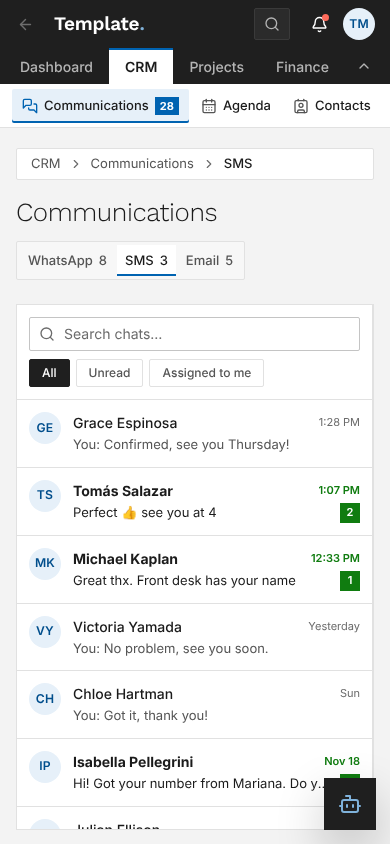 Template.
TM
Dashboard CRM Projects Finance
Communications 28 Agenda Contacts
CRM Communications SMS
Communications
WhatsApp 8 SMS 3 Email 5
Search chats...
All Unread Assigned to me
GE Grace Espinosa 1:28 PM
You: Confirmed, see you Thursday!
TS Tomás Salazar 1:07 PM
Perfect 👍 see you at 4 2
MK Michael Kaplan 12:33 PM
Great thx. Front desk has your name 1
VY Victoria Yamada Yesterday
You: No problem, see you soon.
CH Chloe Hartman Sun
You: Got it, thank you!
IP Isabella Pellegrini Nov 18
Hi! Got your number from Mariana. Do y...